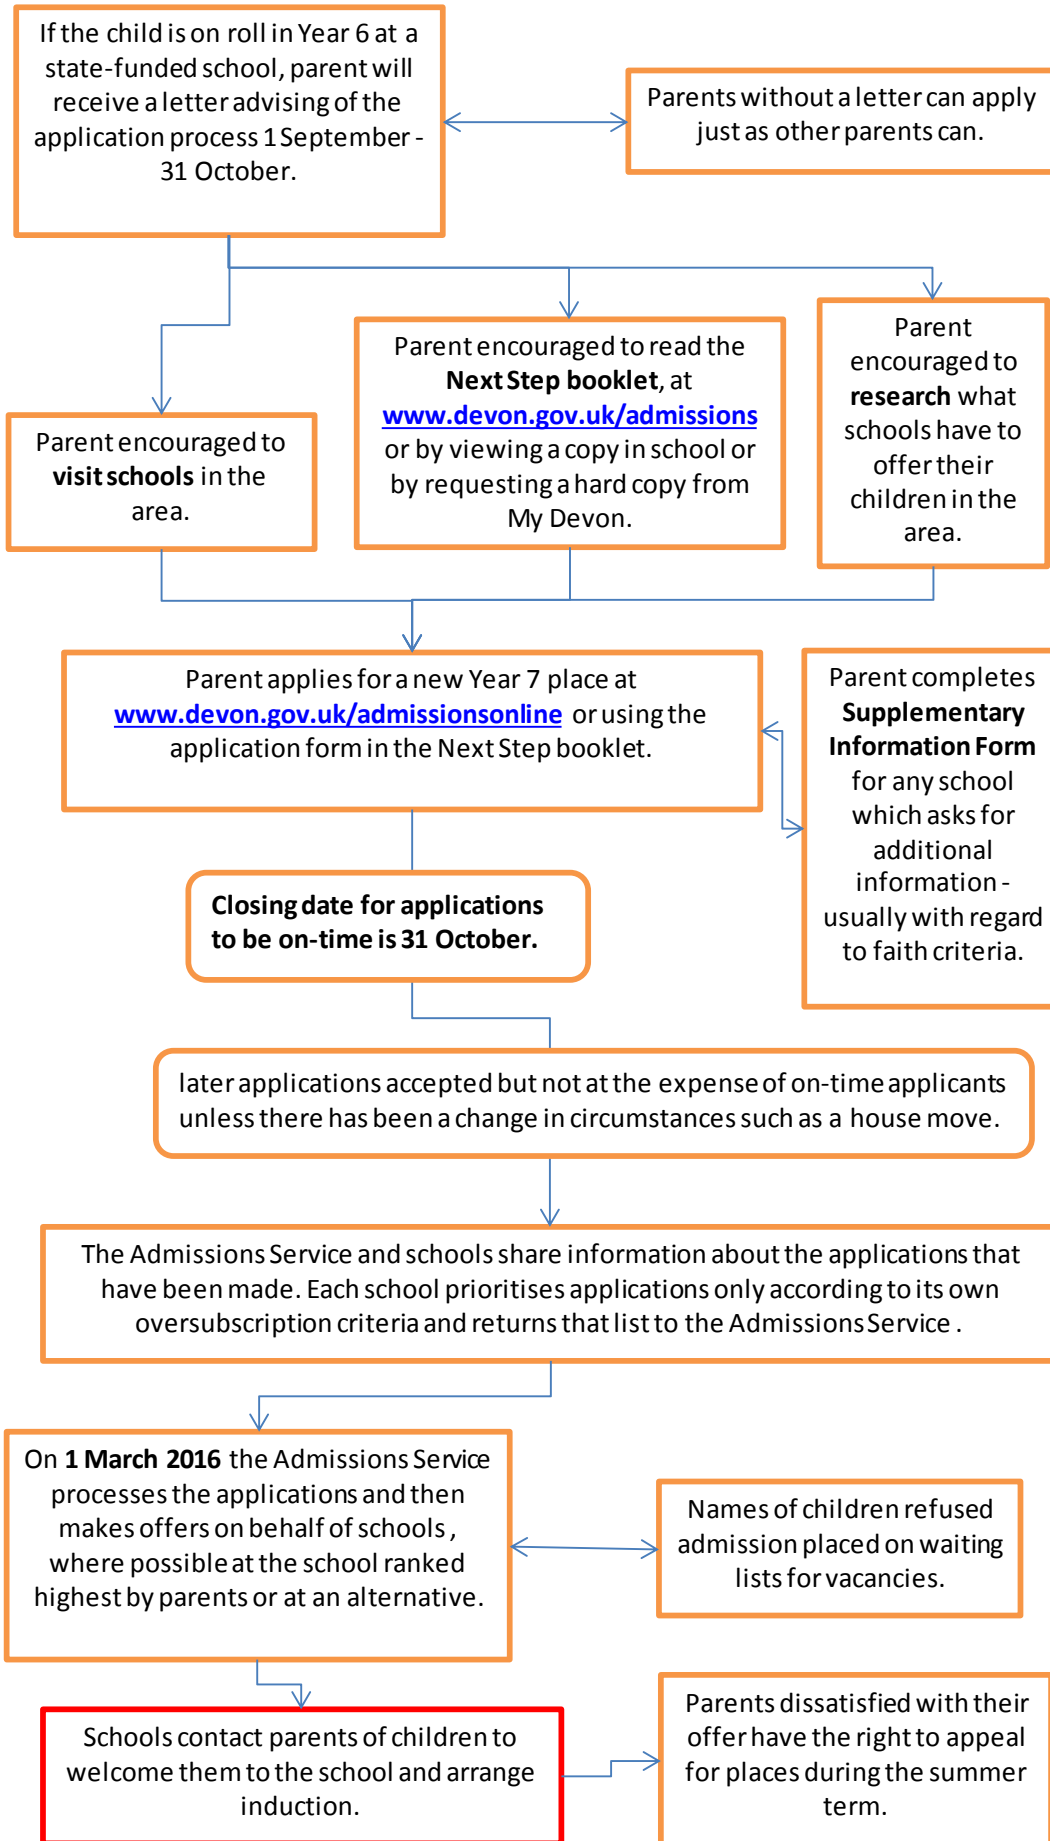 If the child is on roll in Year 6 at a
state-funded school, parent will
receive a letter advising of the
application process 1 September -
31 October.
Parents without a letter can apply
just as other parents can.
Parent encouraged to
visit schools in the
area.
Parent encouraged to read the
Next Step booklet, at
www.devon.gov.uk/admissions
or by viewing a copy in school or
by requesting a hard copy from
My Devon.
Parent
encouraged to
research what
schools have to
offer their
children in the
area.
Parent applies for a new Year 7 place at
www.devon.gov.uk/admissionsonline or using the
application form in the Next Step booklet.
Parent completes
Supplementary
Information Form
for any school
which asks for
additional
information -
usually with regard
to faith criteria.
Closing date for applications
to be on-time is 31 October.
later applications accepted but not at the expense of on-time applicants
unless there has been a change in circumstances such as a house move.
The Admissions Service and schools share information about the applications that
have been made. Each school prioritises applications only according to its own
oversubscription criteria and returns that list to the Admissions Service .
On 1 March 2016 the Admissions Service
processes the applications and then
makes offers on behalf of schools ,
where possible at the school ranked
highest by parents or at an alternative.
Names of children refused
admission placed on waiting
lists for vacancies.
Schools contact parents of children to
welcome them to the school and arrange
induction.
Parents dissatisfied with their
offer have the right to appeal
for places during the summer
term.